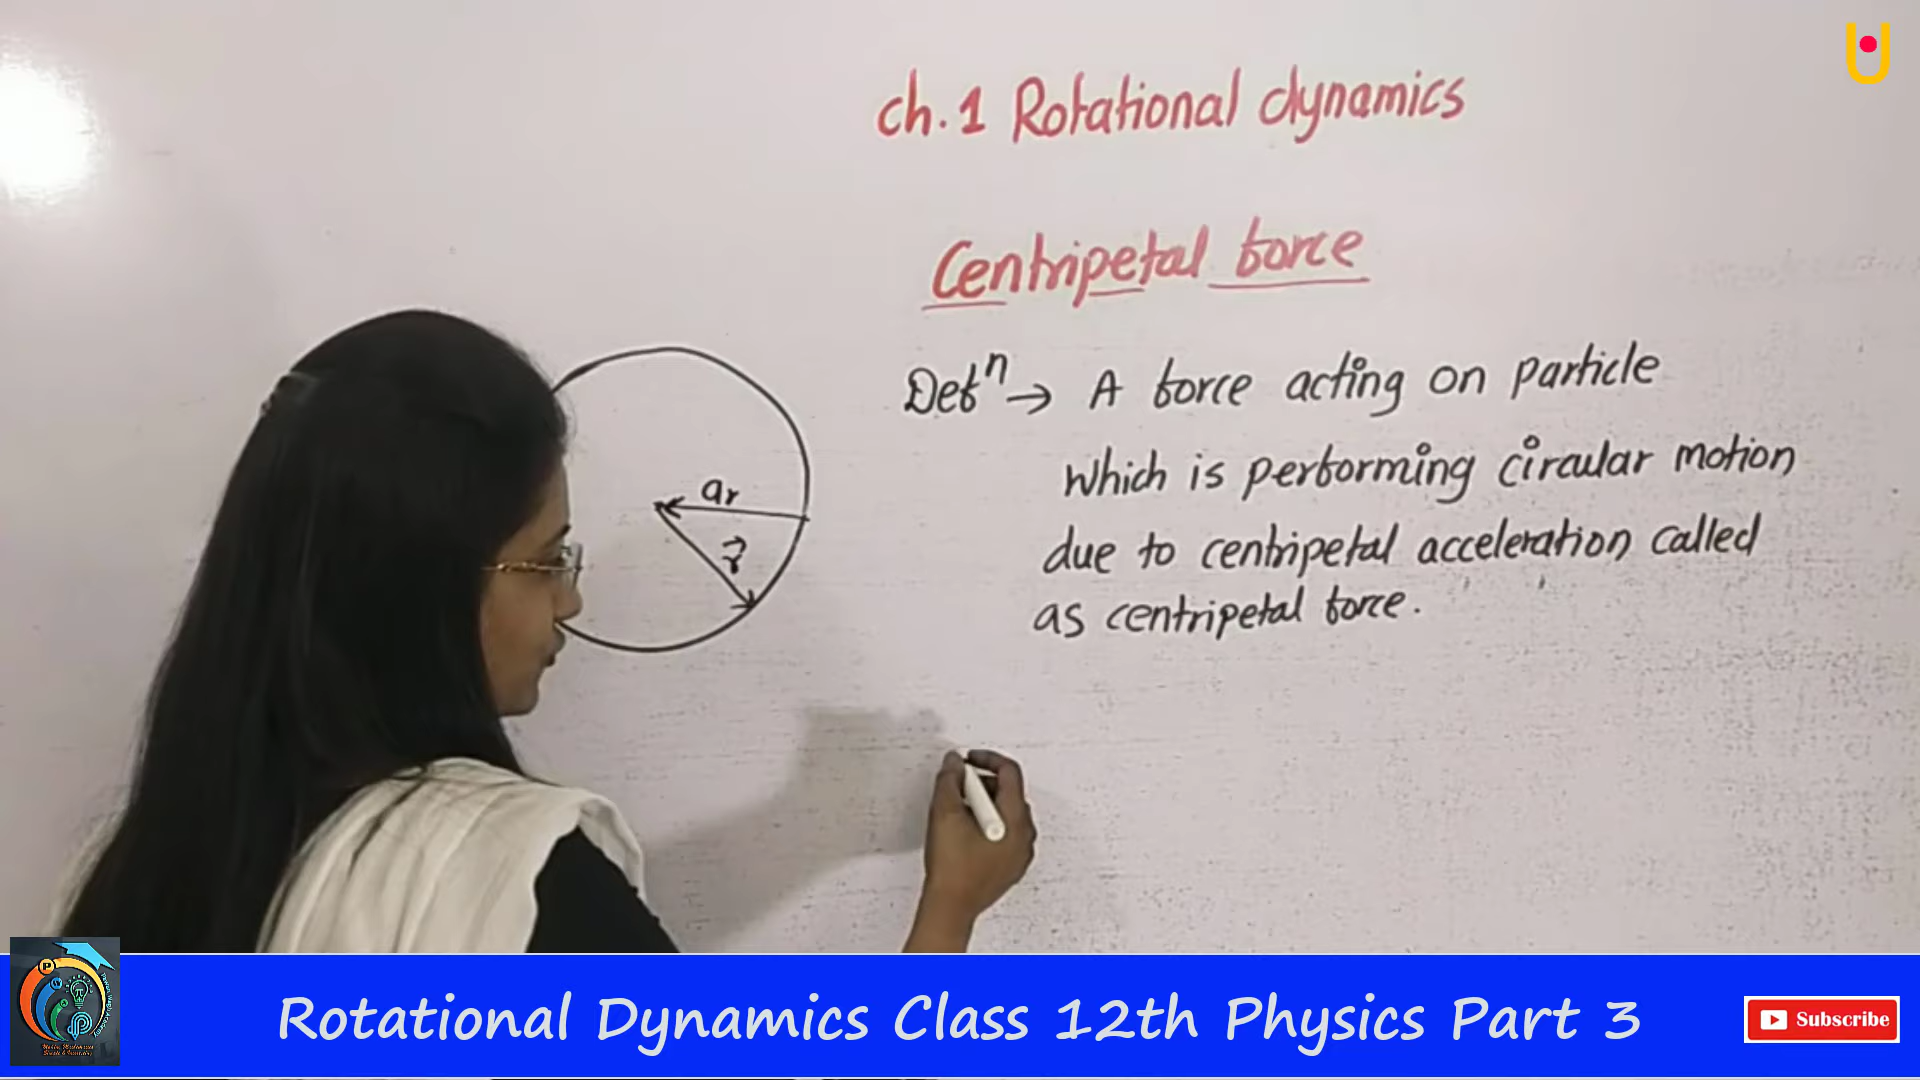 ch.1 Rotational dynamics
Centripetal force
Defⁿ → A force acting on particle
which is performing circular motion
due to centripetal acceleration called
as centripetal force.
ar
r⃗
Rotational Dynamics Class 12th Physics Part 3
Subscribe